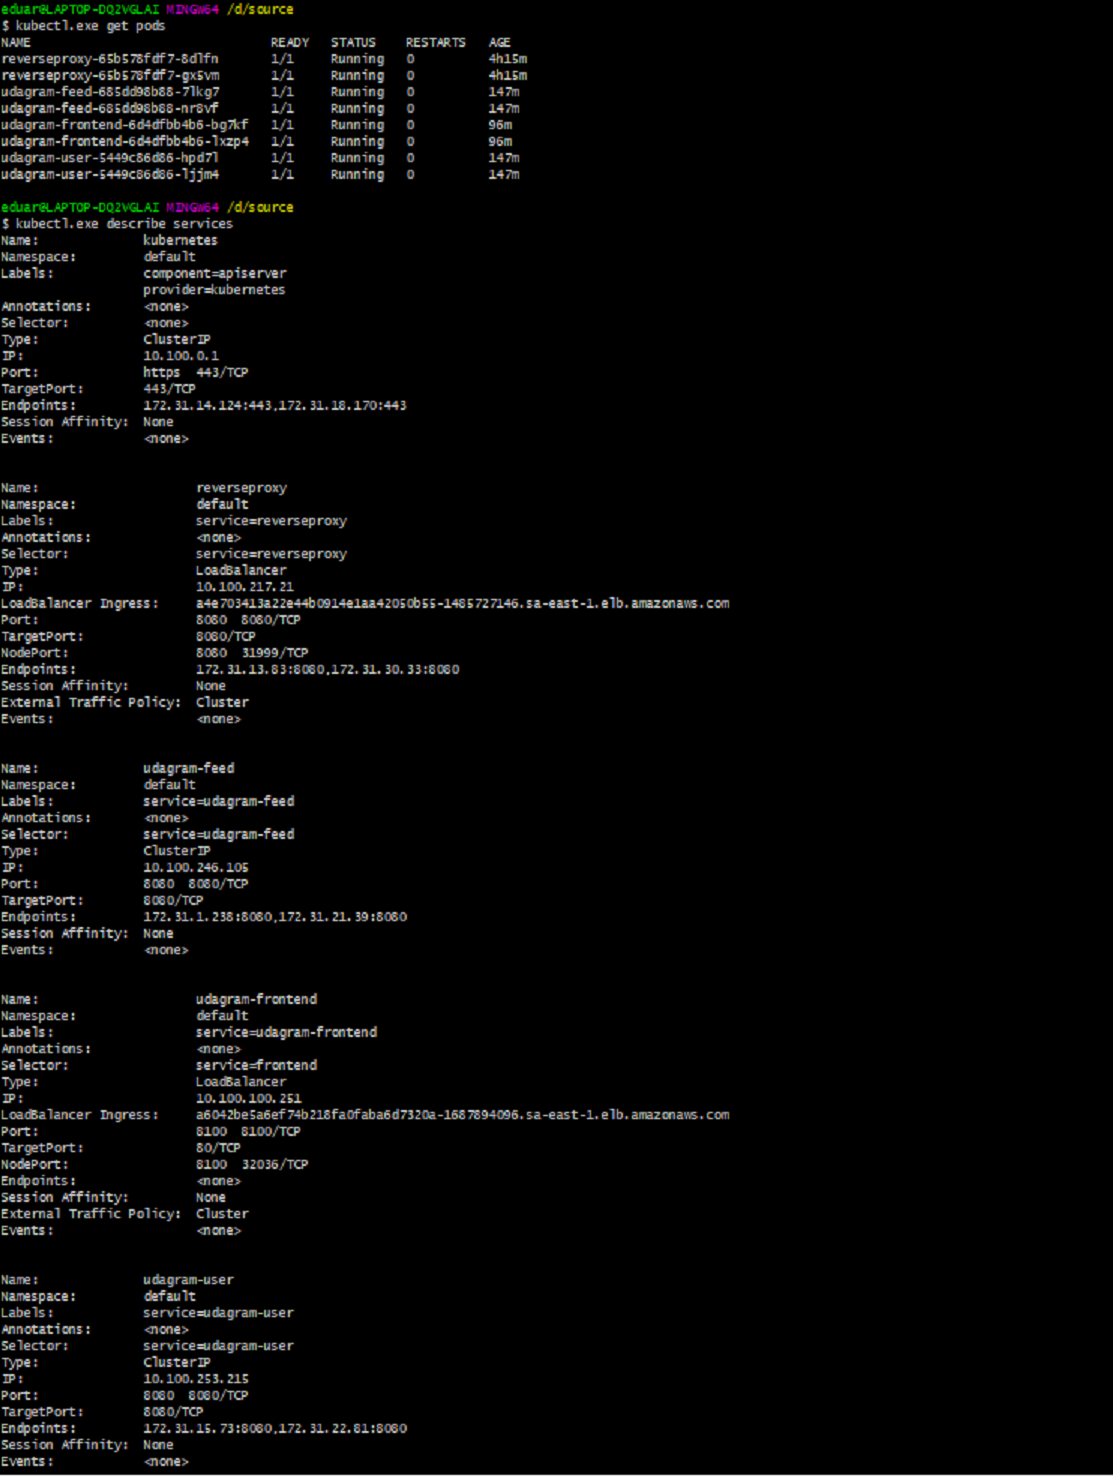 eduar@LAPTOP-DQ2VGLAI MINGW64 /d/source
$ kubectl.exe get pods
NAME READY STATUS RESTARTS AGE
reverseproxy-65b578fdf7-8dlfn 1/1 Running 0 4h15m
reverseproxy-65b578fdf7-gx5vm 1/1 Running 0 4h15m
udagram-feed-685dd98b88-7lkg7 1/1 Running 0 147m
udagram-feed-685dd98b88-nr8vf 1/1 Running 0 147m
udagram-frontend-6d4dfbb4b6-bg7kf 1/1 Running 0 96m
udagram-frontend-6d4dfbb4b6-lxzp4 1/1 Running 0 96m
udagram-user-5449c86d86-hpd7l 1/1 Running 0 147m
udagram-user-5449c86d86-ljjm4 1/1 Running 0 147m
eduar@LAPTOP-DQ2VGLAI MINGW64 /d/source
$ kubectl.exe describe services
Name: kubernetes
Namespace: default
Labels: component=apiserver
provider=kubernetes
Annotations: <none>
Selector: <none>
Type: ClusterIP
IP: 10.100.0.1
Port: https 443/TCP
TargetPort: 443/TCP
Endpoints: 172.31.14.124:443,172.31.18.170:443
Session Affinity: None
Events: <none>
Name: reverseproxy
Namespace: default
Labels: service=reverseproxy
Annotations: <none>
Selector: service=reverseproxy
Type: LoadBalancer
IP: 10.100.217.21
LoadBalancer Ingress: a4e703413a22e44b0914e1aa42050b55-1485727146.sa-east-1.elb.amazonaws.com
Port: 8080 8080/TCP
TargetPort: 8080/TCP
NodePort: 8080 31999/TCP
Endpoints: 172.31.13.83:8080,172.31.30.33:8080
Session Affinity: None
External Traffic Policy: Cluster
Events: <none>
Name: udagram-feed
Namespace: default
Labels: service=udagram-feed
Annotations: <none>
Selector: service=udagram-feed
Type: ClusterIP
IP: 10.100.246.105
Port: 8080 8080/TCP
TargetPort: 8080/TCP
Endpoints: 172.31.1.238:8080,172.31.21.39:8080
Session Affinity: None
Events: <none>
Name: udagram-frontend
Namespace: default
Labels: service=udagram-frontend
Annotations: <none>
Selector: service=frontend
Type: LoadBalancer
IP: 10.100.100.251
LoadBalancer Ingress: a6042be5a6ef74b218fa0faba6d7320a-1687894096.sa-east-1.elb.amazonaws.com
Port: 8100 8100/TCP
TargetPort: 80/TCP
NodePort: 8100 32036/TCP
Endpoints: <none>
Session Affinity: None
External Traffic Policy: Cluster
Events: <none>
Name: udagram-user
Namespace: default
Labels: service=udagram-user
Annotations: <none>
Selector: service=udagram-user
Type: ClusterIP
IP: 10.100.253.215
Port: 8080 8080/TCP
TargetPort: 8080/TCP
Endpoints: 172.31.15.73:8080,172.31.22.81:8080
Session Affinity: None
Events: <none>